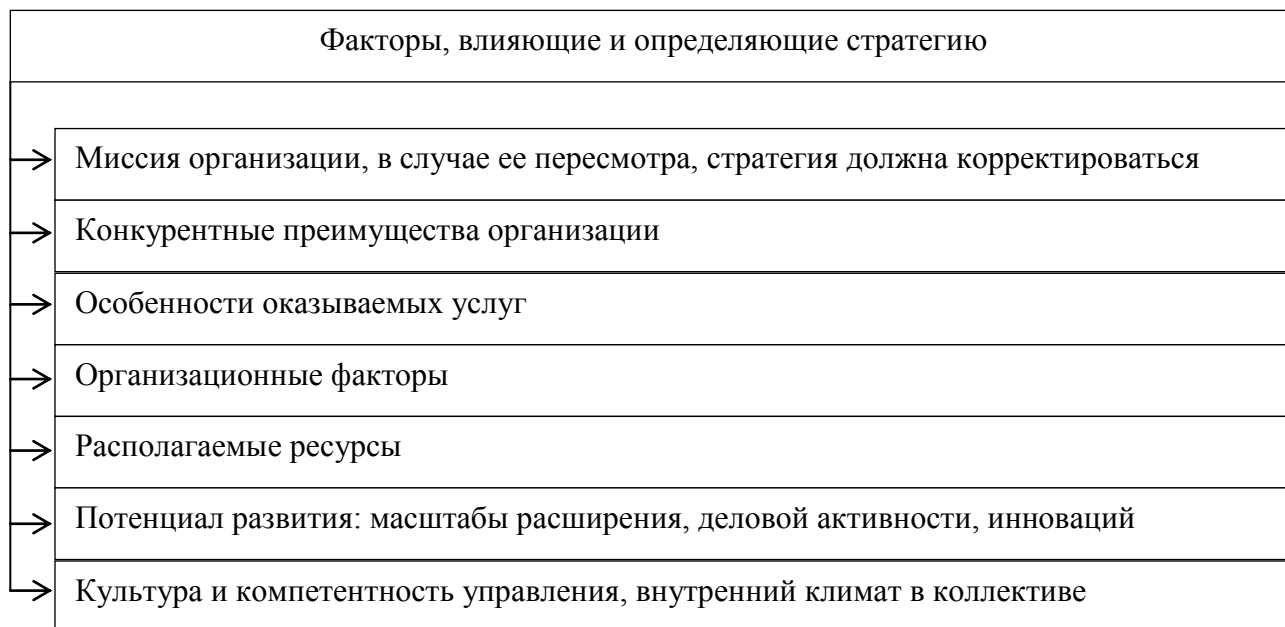 Факторы, влияющие и определяющие стратегию
Миссия организации, в случае ее пересмотра, стратегия должна корректироваться
Конкурентные преимущества организации
Особенности оказываемых услуг
Организационные факторы
Располагаемые ресурсы
Потенциал развития: масштабы расширения, деловой активности, инноваций
Культура и компетентность управления, внутренний климат в коллективе